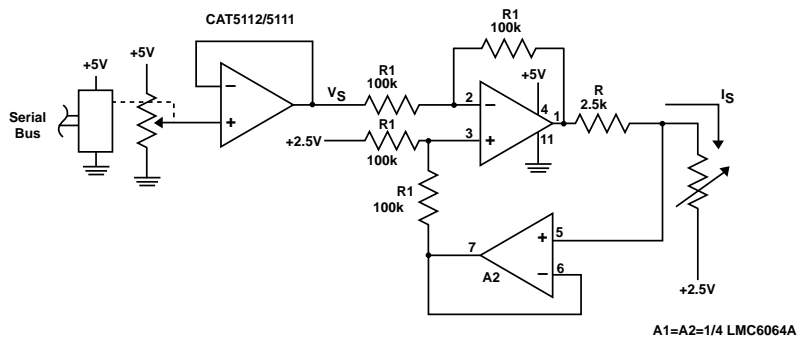 CAT5112/5111
+5V
+5V
Serial
Bus
−
+
VS
R1
100k
R1
100k
2
−
3
+
+5V
4
1
11
R
2.5k
IS
+2.5V
R1
100k
R1
100k
7
+
5
−
6
A2
+2.5V
A1=A2=1/4 LMC6064A